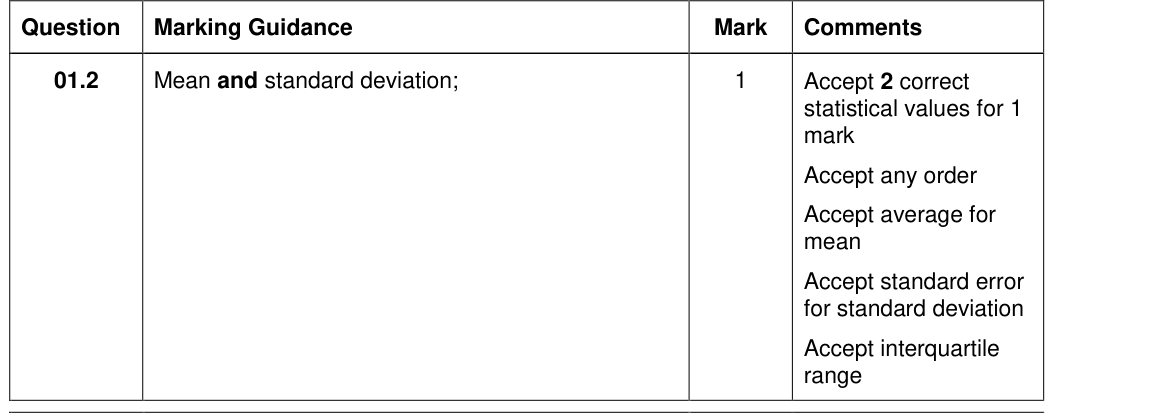 Question Marking Guidance Mark Comments
01.2 Mean and standard deviation; 1 Accept 2 correct
statistical values for 1
mark
Accept any order
Accept average for
mean
Accept standard error
for standard deviation
Accept interquartile
range